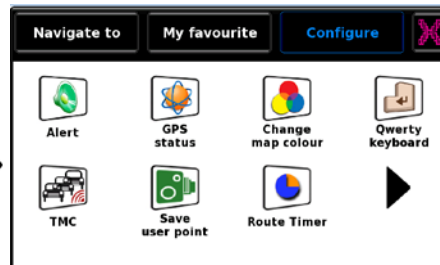 Navigate to
My favourite
Configure
Alert
GPS
status
Change
map colour
Qwerty
keyboard
TMC
Save
user point
Route Timer